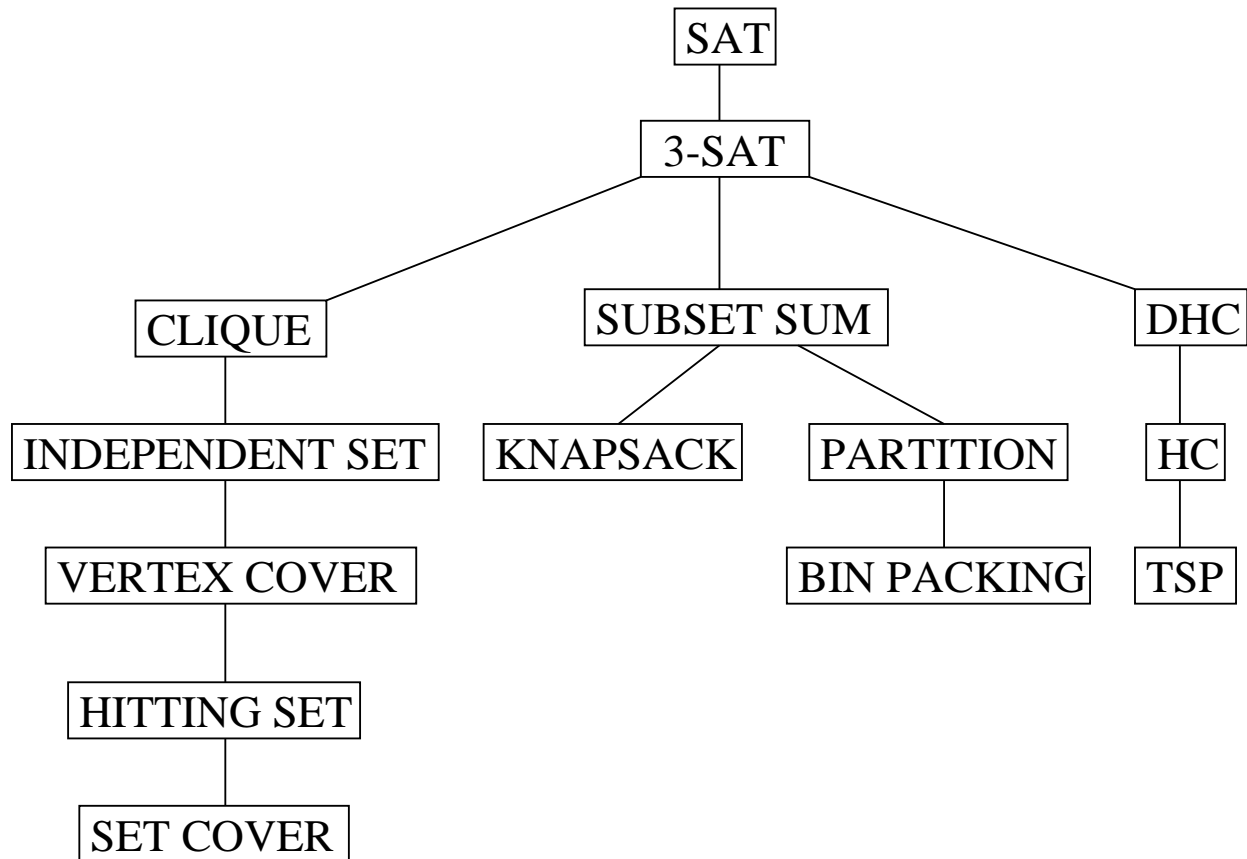 SAT
3-SAT
CLIQUE
SUBSET SUM
DHC
INDEPENDENT SET
KNAPSACK
PARTITION
HC
VERTEX COVER
BIN PACKING
TSP
HITTING SET
SET COVER